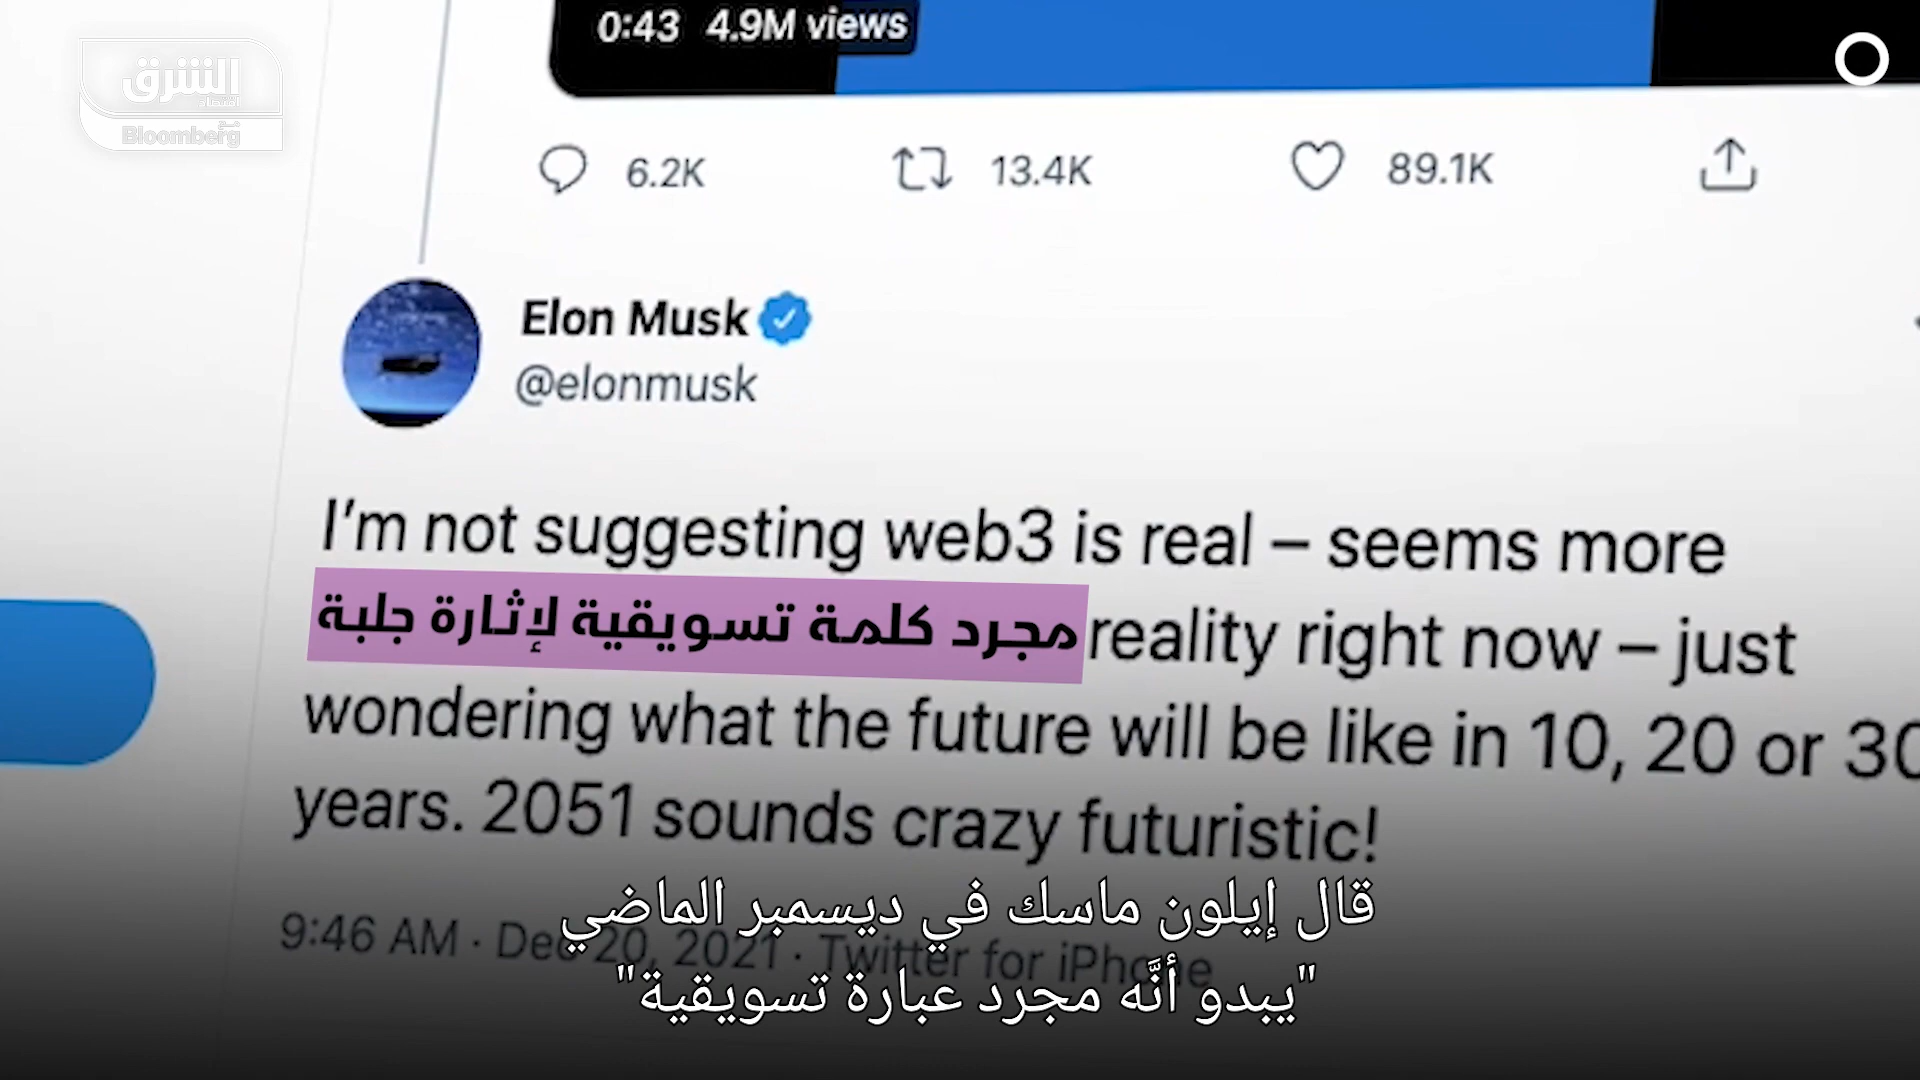 0:43 4.9M views
الشرق
اقتصاد
مع
Bloomberg
6.2K 13.4K 89.1K
Elon Musk
@elonmusk
I'm not suggesting web3 is real – seems more
مجرد كلمة تسويقية لإثارة جلبة reality right now – just
wondering what the future will be like in 10, 20 or 30
years. 2051 sounds crazy futuristic!
9:46 AM · Dec 20, 2021 · Twitter for iPhone
قال إيلون ماسك في ديسمبر الماضي
"يبدو أنَّه مجرد عبارة تسويقية"